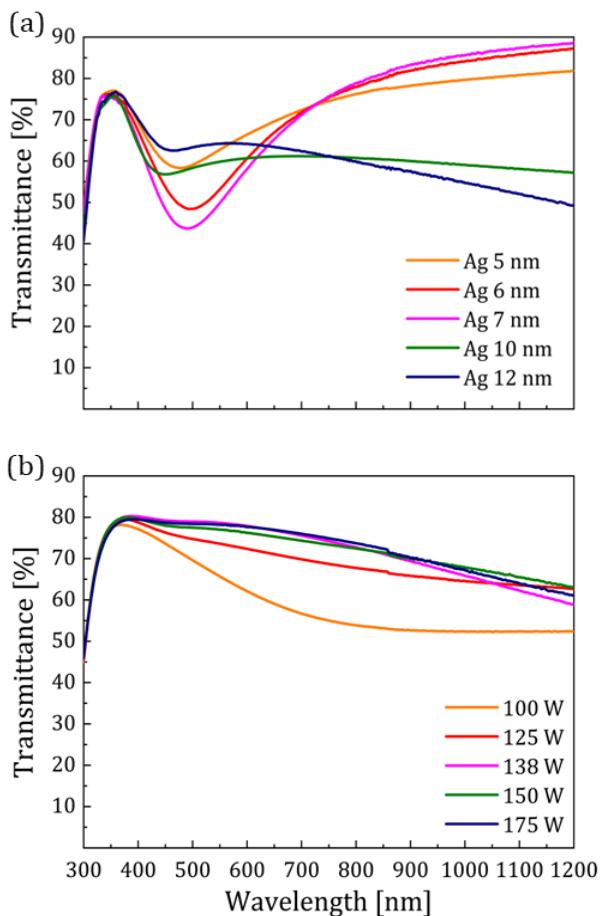 (a)
90
80
70
60
50
40
30
20
10
Transmittance [%]
Ag 5 nm
Ag 6 nm
Ag 7 nm
Ag 10 nm
Ag 12 nm
(b)
90
80
70
60
50
40
30
20
10
Transmittance [%]
100 W
125 W
138 W
150 W
175 W
300 400 500 600 700 800 900 1000 1100 1200
Wavelength [nm]